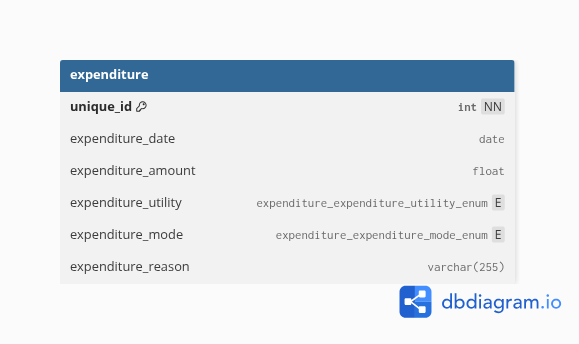 expenditure
unique_id int NN
expenditure_date date
expenditure_amount float
expenditure_utility expenditure_expenditure_utility_enum E
expenditure_mode expenditure_expenditure_mode_enum E
expenditure_reason varchar(255)
dbdiagram.io